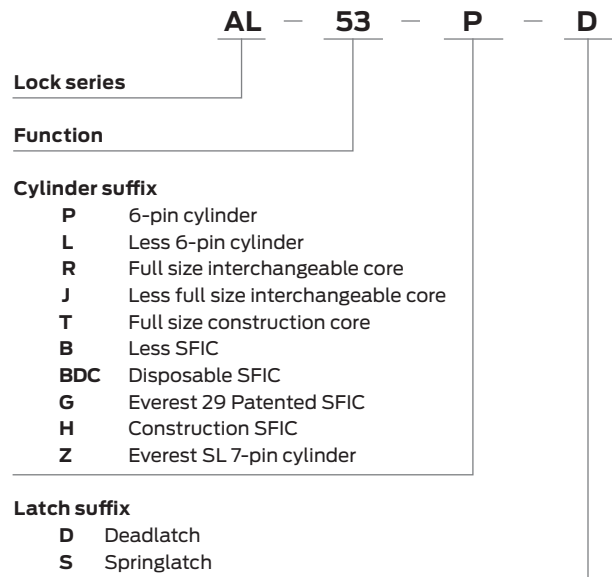 AL – 53 – P – D
Lock series
Function
Cylinder suffix
P 6-pin cylinder
L Less 6-pin cylinder
R Full size interchangeable core
J Less full size interchangeable core
T Full size construction core
B Less SFIC
BDC Disposable SFIC
G Everest 29 Patented SFIC
H Construction SFIC
Z Everest SL 7-pin cylinder
Latch suffix
D Deadlatch
S Springlatch